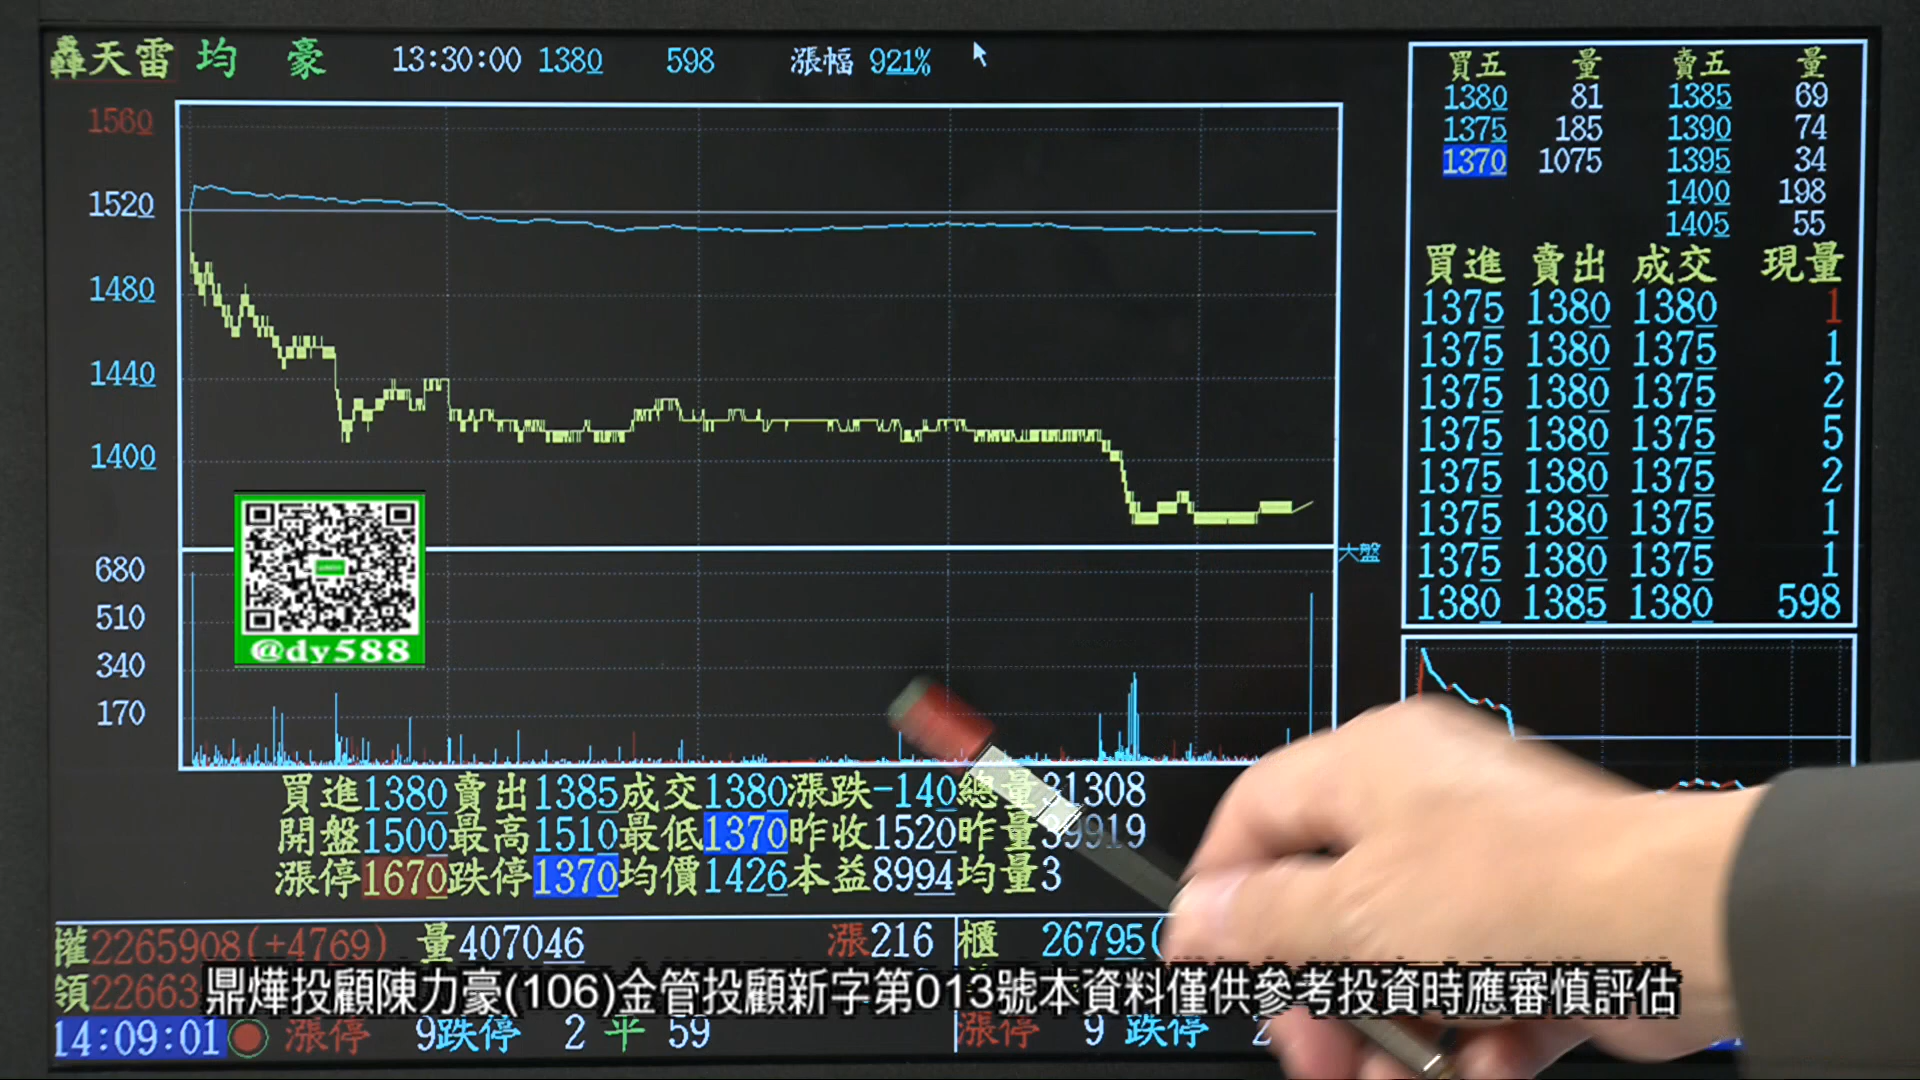 轟天雷 均 豪 13:30:00 1380 598 漲幅 921%
1560
1520
1480
1440
1400
680
510
340
170
@dy588
大盤
買五 量 賣五 量
1380 81 1385 69
1375 185 1390 74
1370 1075 1395 34
1400 198
1405 55
買進 賣出 成交 現量
1375 1380 1380 1
1375 1380 1375 1
1375 1380 1375 2
1375 1380 1375 5
1375 1380 1375 2
1375 1380 1375 1
1375 1380 1375 1
1380 1385 1380 598
買進1380賣出1385成交1380漲跌-140總量31308
開盤1500最高1510最低1370昨收1520昨量39919
漲停1670跌停1370均價1426本益8994均量3
權2265908(+4769) 量407046 漲216 櫃 26795(
領22663
鼎燁投顧陳力豪(106)金管投顧新字第013號本資料僅供參考投資時應審慎評估
14:09:01 漲停 9跌停 2 平 59 漲停 9 跌停 2